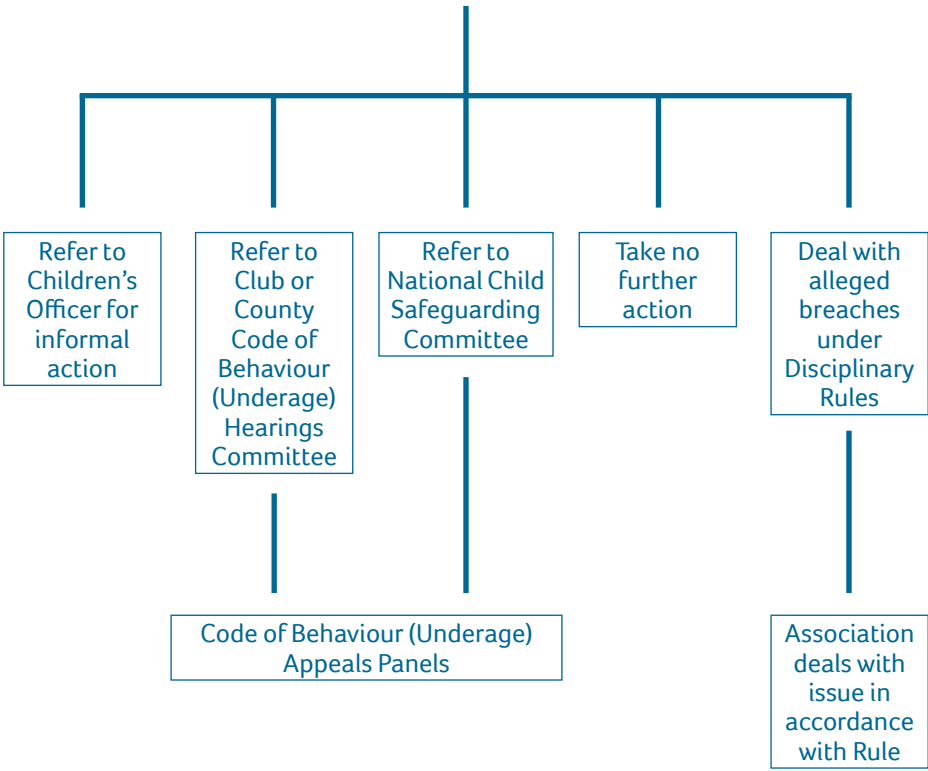 Refer to
Children’s
Officer for
informal
action
Refer to
Club or
County
Code of
Behaviour
(Underage)
Hearings
Committee
Refer to
National Child
Safeguarding
Committee
Take no
further
action
Deal with
alleged
breaches
under
Disciplinary
Rules
Code of Behaviour (Underage)
Appeals Panels
Association
deals with
issue in
accordance
with Rule